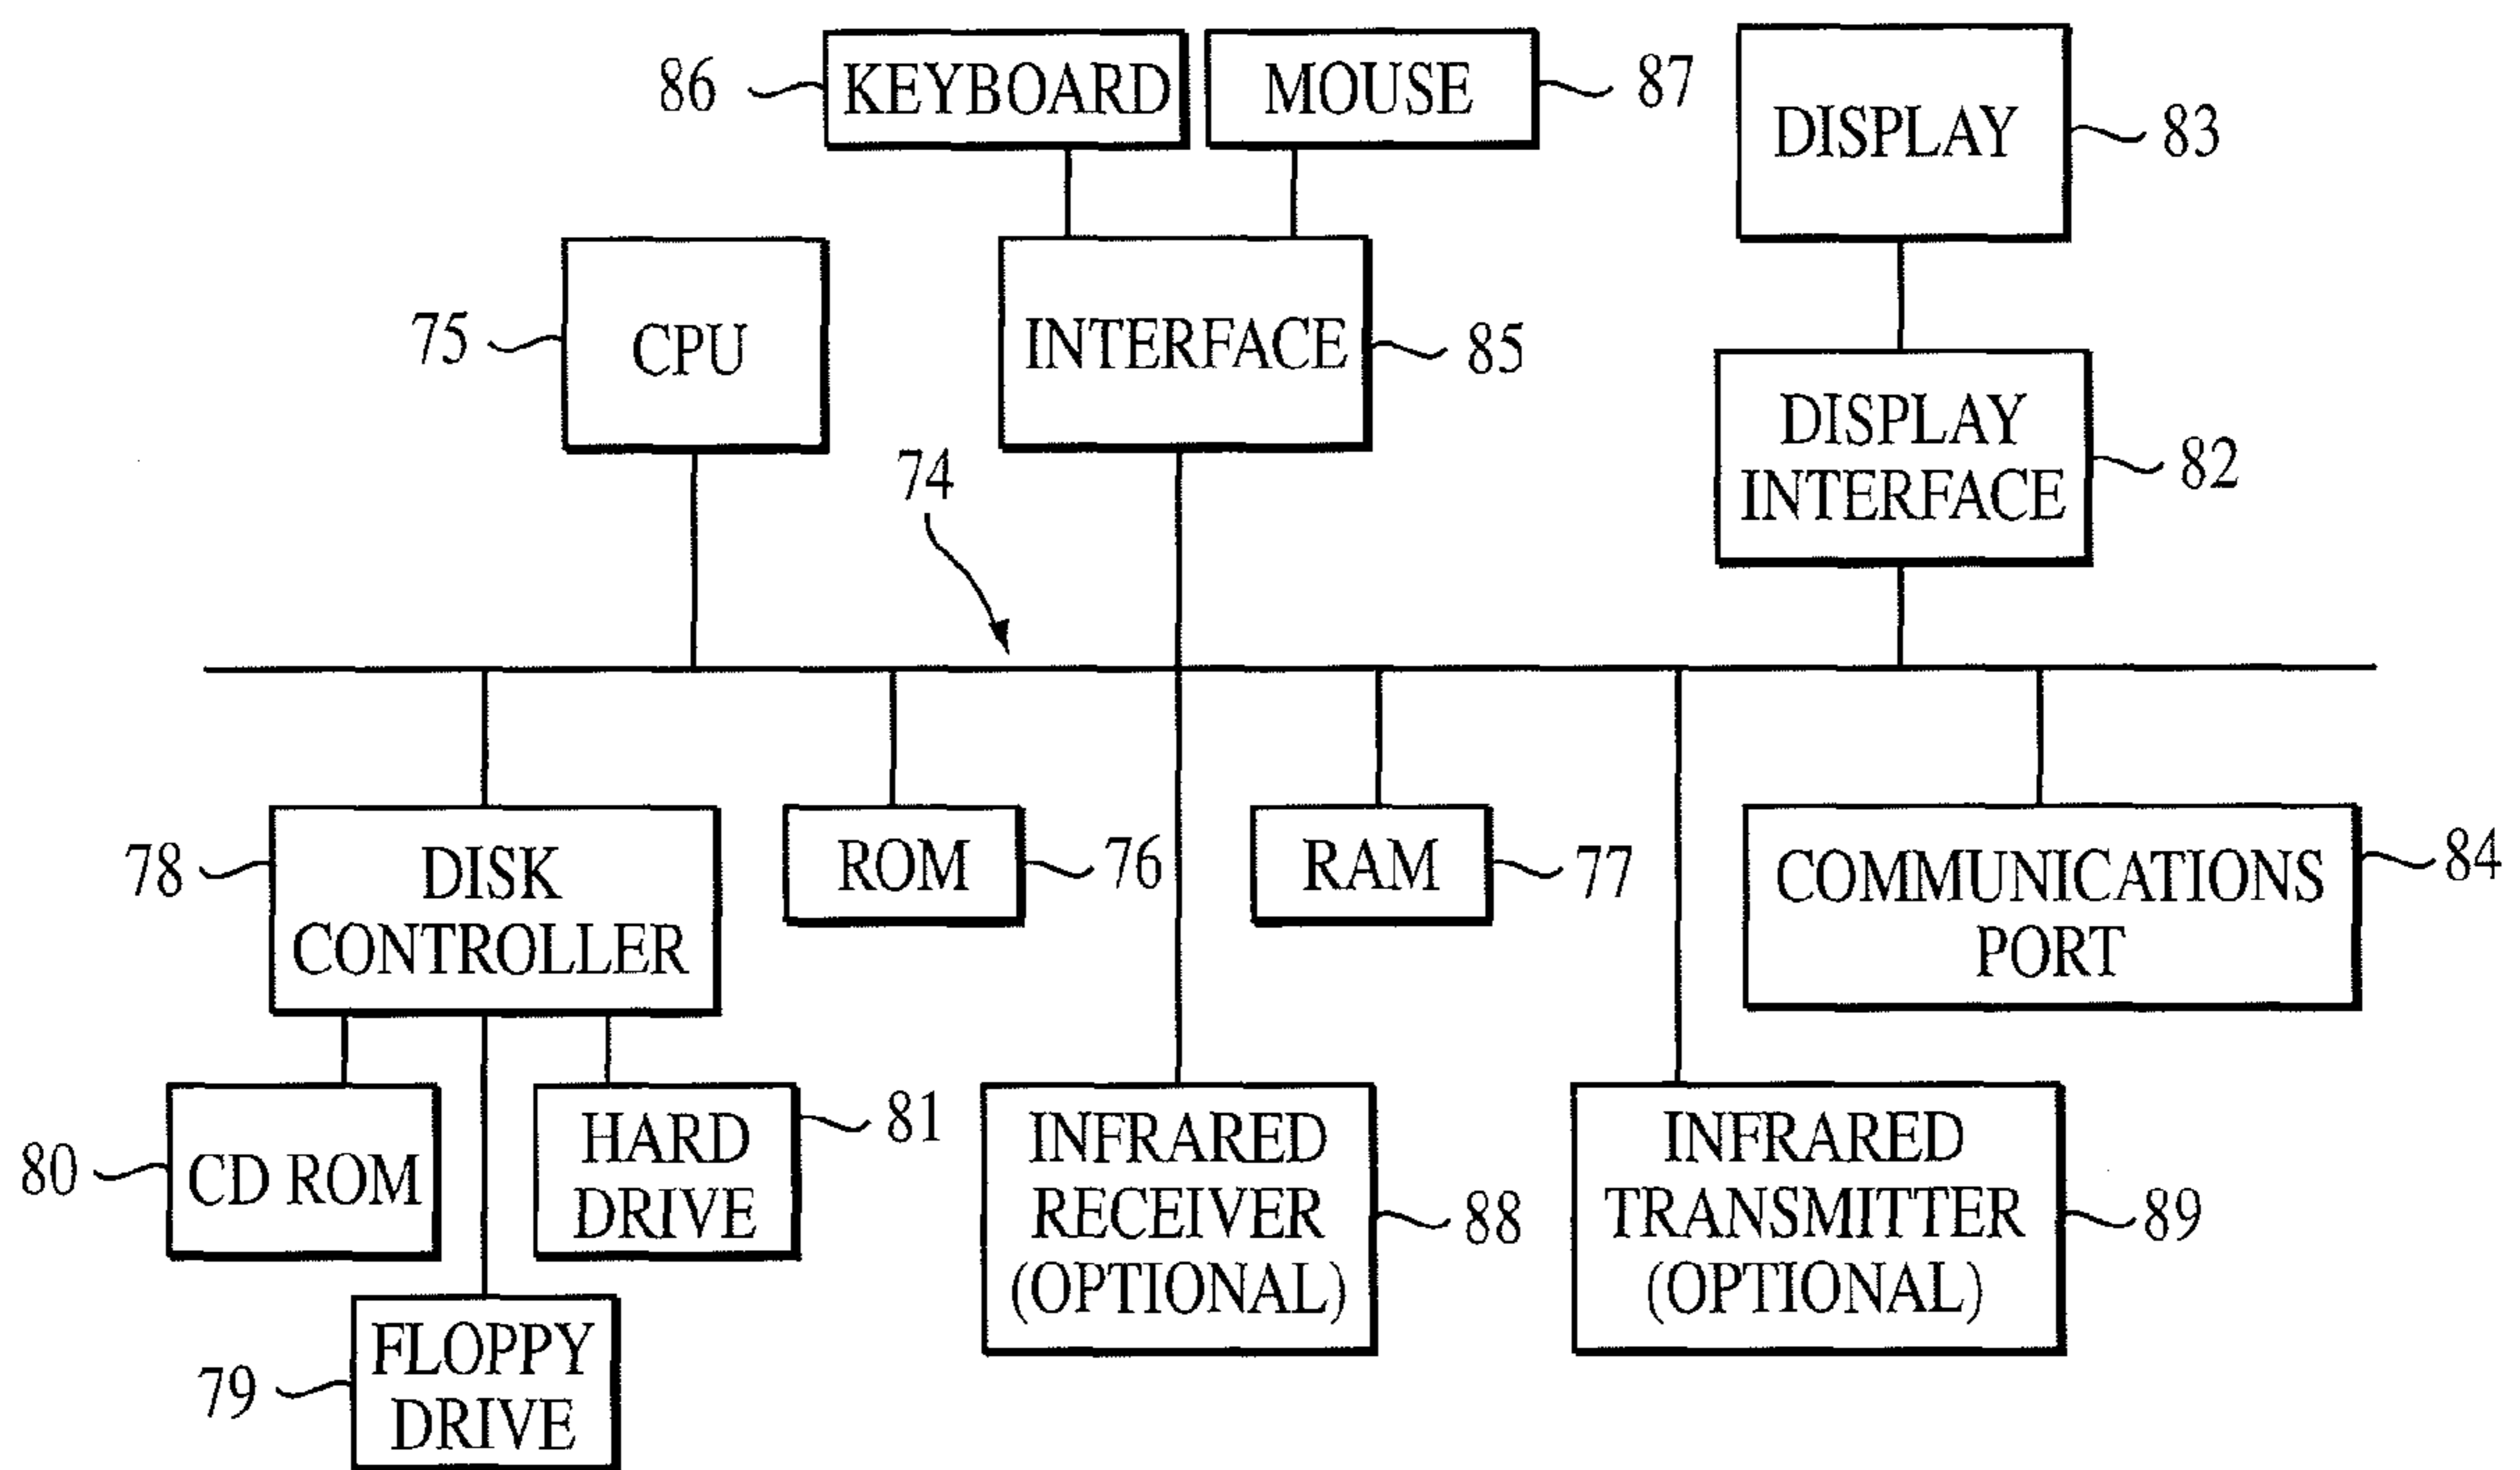 86 KEYBOARD MOUSE 87
DISPLAY 83
75 CPU
INTERFACE 85
DISPLAY
INTERFACE 82
74
78 DISK
CONTROLLER
ROM 76
RAM 77
COMMUNICATIONS
PORT 84
80 CD ROM
HARD
DRIVE 81
INFRARED
RECEIVER
(OPTIONAL) 88
INFRARED
TRANSMITTER
(OPTIONAL) 89
79 FLOPPY
DRIVE